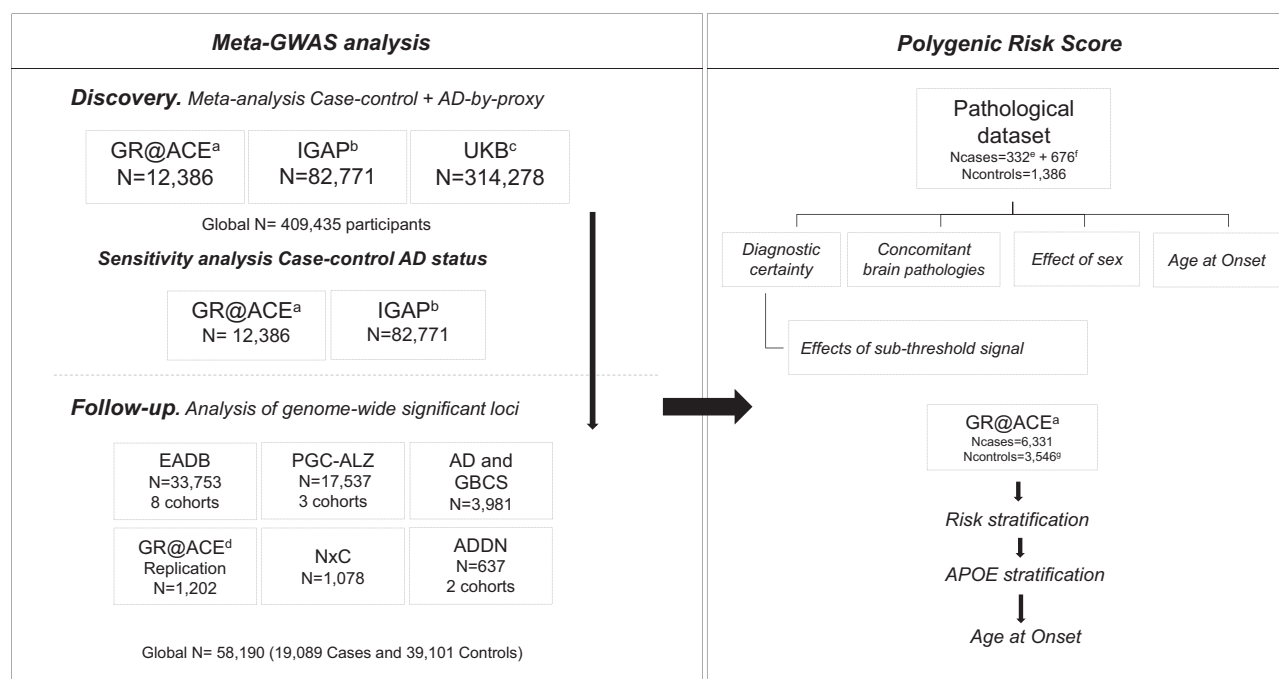 Meta-GWAS analysis
Discovery. Meta-analysis Case-control + AD-by-proxy
GR@ACEᵃ
N=12,386
IGAPᵇ
N=82,771
UKBᶜ
N=314,278
Global N= 409,435 participants
Sensitivity analysis Case-control AD status
GR@ACEᵃ
N= 12,386
IGAPᵇ
N=82,771
Follow-up. Analysis of genome-wide significant loci
EADB
N=33,753
8 cohorts
PGC-ALZ
N=17,537
3 cohorts
AD and
GBCS
N=3,981
GR@ACEᵈ
Replication
N=1,202
NxC
N=1,078
ADDN
N=637
2 cohorts
Global N= 58,190 (19,089 Cases and 39,101 Controls)
Polygenic Risk Score
Pathological
dataset
Ncases=332ᵉ + 676ᶠ
Ncontrols=1,386
Diagnostic
certainty
Concomitant
brain pathologies
Effect of sex
Age at Onset
Effects of sub-threshold signal
GR@ACEᵃ
Ncases=6,331
Ncontrols=3,546ᵍ
Risk stratification
APOE stratification
Age at Onset